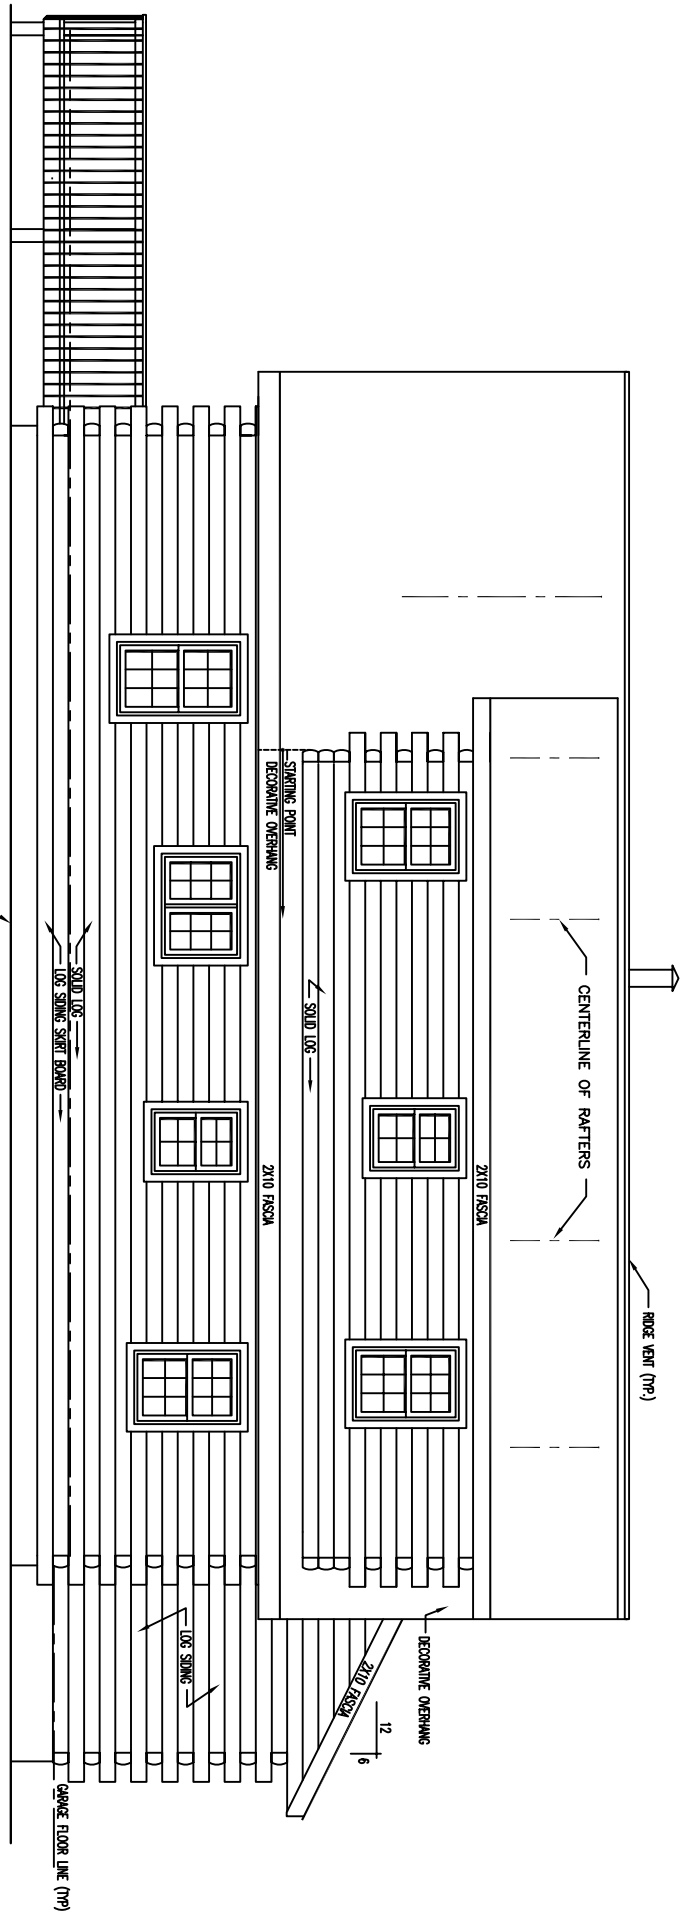 RIDGE VENT (TYP.)
CENTERLINE OF RAFTERS
2X10 FASCIA
DECORATIVE OVERHANG
STARTING POINT
DECORATIVE OVERHANG
SOLID LOG
2X10 FASCIA
2X10 FASCIA
12
6
LOG SIDING
SOLID LOG
LOG SIDING SKIRT BOARD
GARAGE FLOOR LINE (TYP)